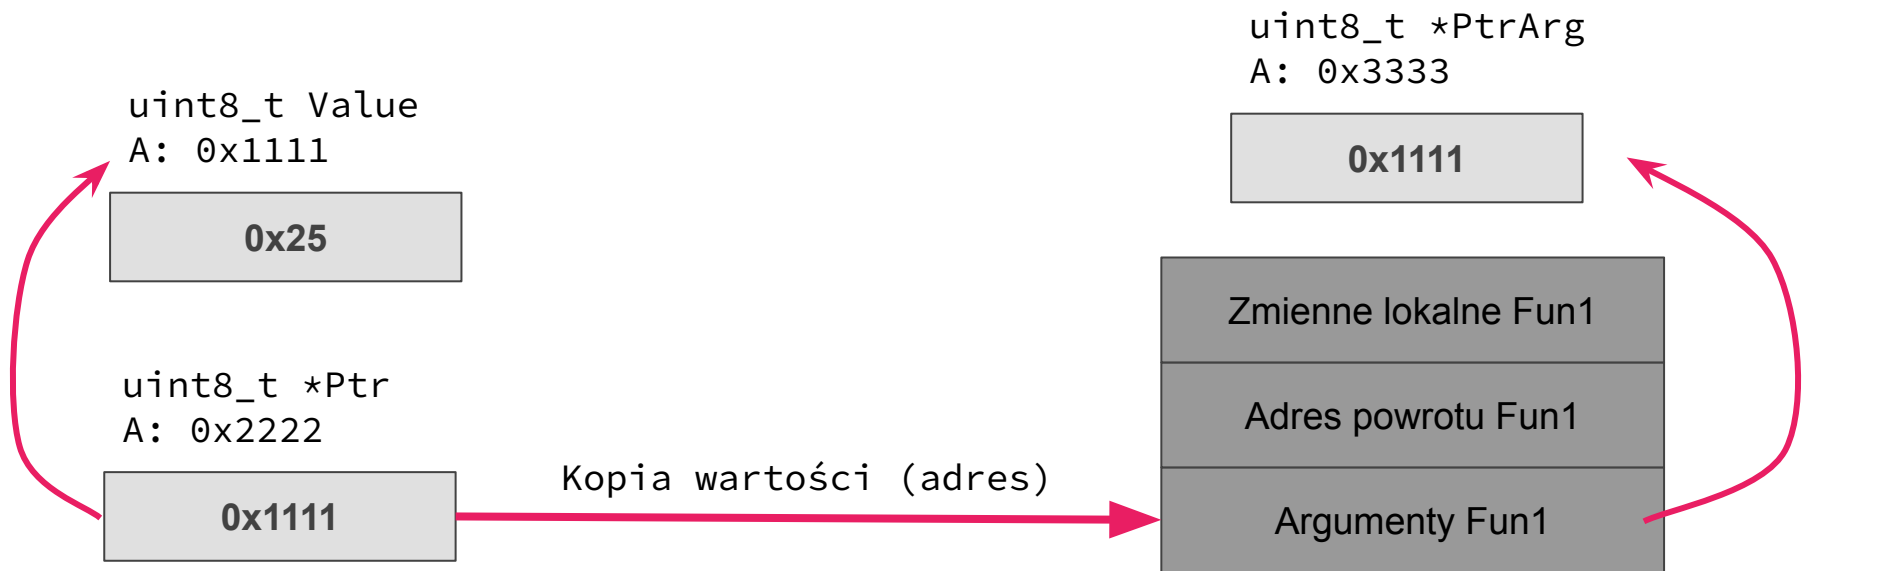 uint8_t Value
A: 0x1111
0x25
uint8_t *Ptr
A: 0x2222
0x1111
Kopia wartości (adres)
uint8_t *PtrArg
A: 0x3333
0x1111
Zmienne lokalne Fun1
Adres powrotu Fun1
Argumenty Fun1